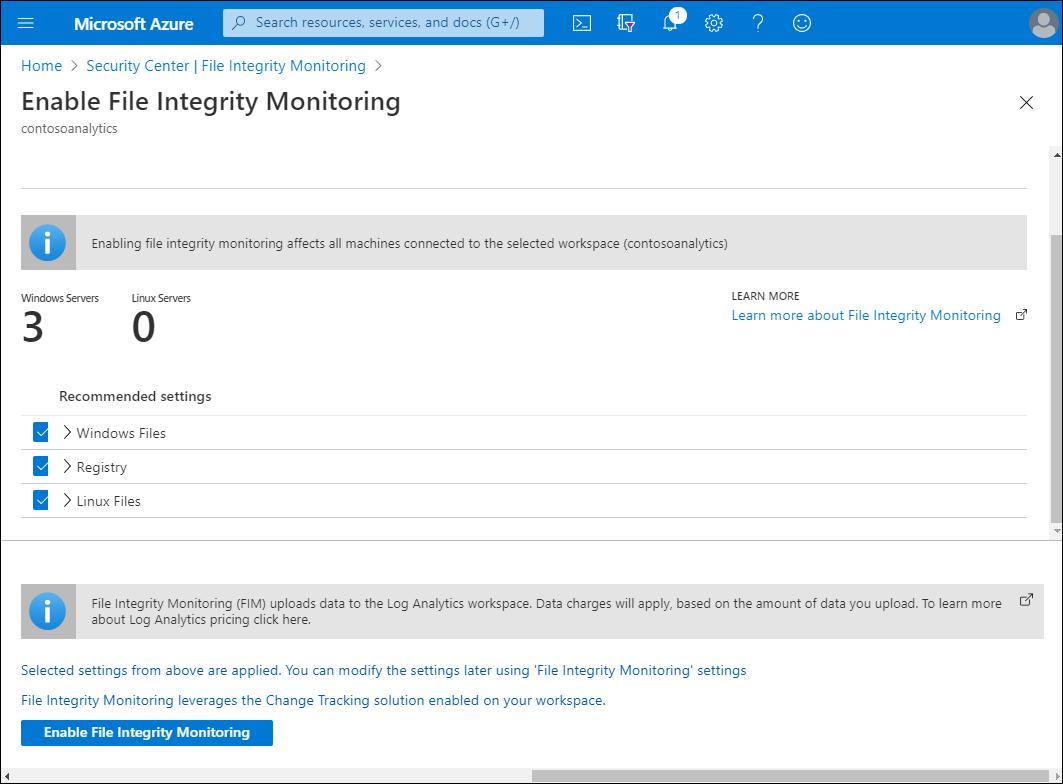 Microsoft Azure
Search resources, services, and docs (G+/)
1
Home > Security Center | File Integrity Monitoring >
Enable File Integrity Monitoring
contosoanalytics
Enabling file integrity monitoring affects all machines connected to the selected workspace (contosoanalytics)
Windows Servers
3
Linux Servers
0
LEARN MORE
Learn more about File Integrity Monitoring
Recommended settings
Windows Files
Registry
Linux Files
File Integrity Monitoring (FIM) uploads data to the Log Analytics workspace. Data charges will apply, based on the amount of data you upload. To learn more
about Log Analytics pricing click here.
Selected settings from above are applied. You can modify the settings later using 'File Integrity Monitoring' settings
File Integrity Monitoring leverages the Change Tracking solution enabled on your workspace.
Enable File Integrity Monitoring